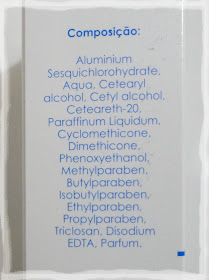 Composição:
Aluminium
Sesquichlorohydrate,
Aqua, Cetearyl
alcohol, Cetyl alcohol,
Ceteareth-20,
Paraffinum Liquidum,
Cyclomethicone,
Dimethicone,
Phenoxyethanol,
Methylparaben,
Butylparaben,
Isobutylparaben,
Ethylparaben,
Propylparaben,
Triclosan, Disodium
EDTA, Parfum.